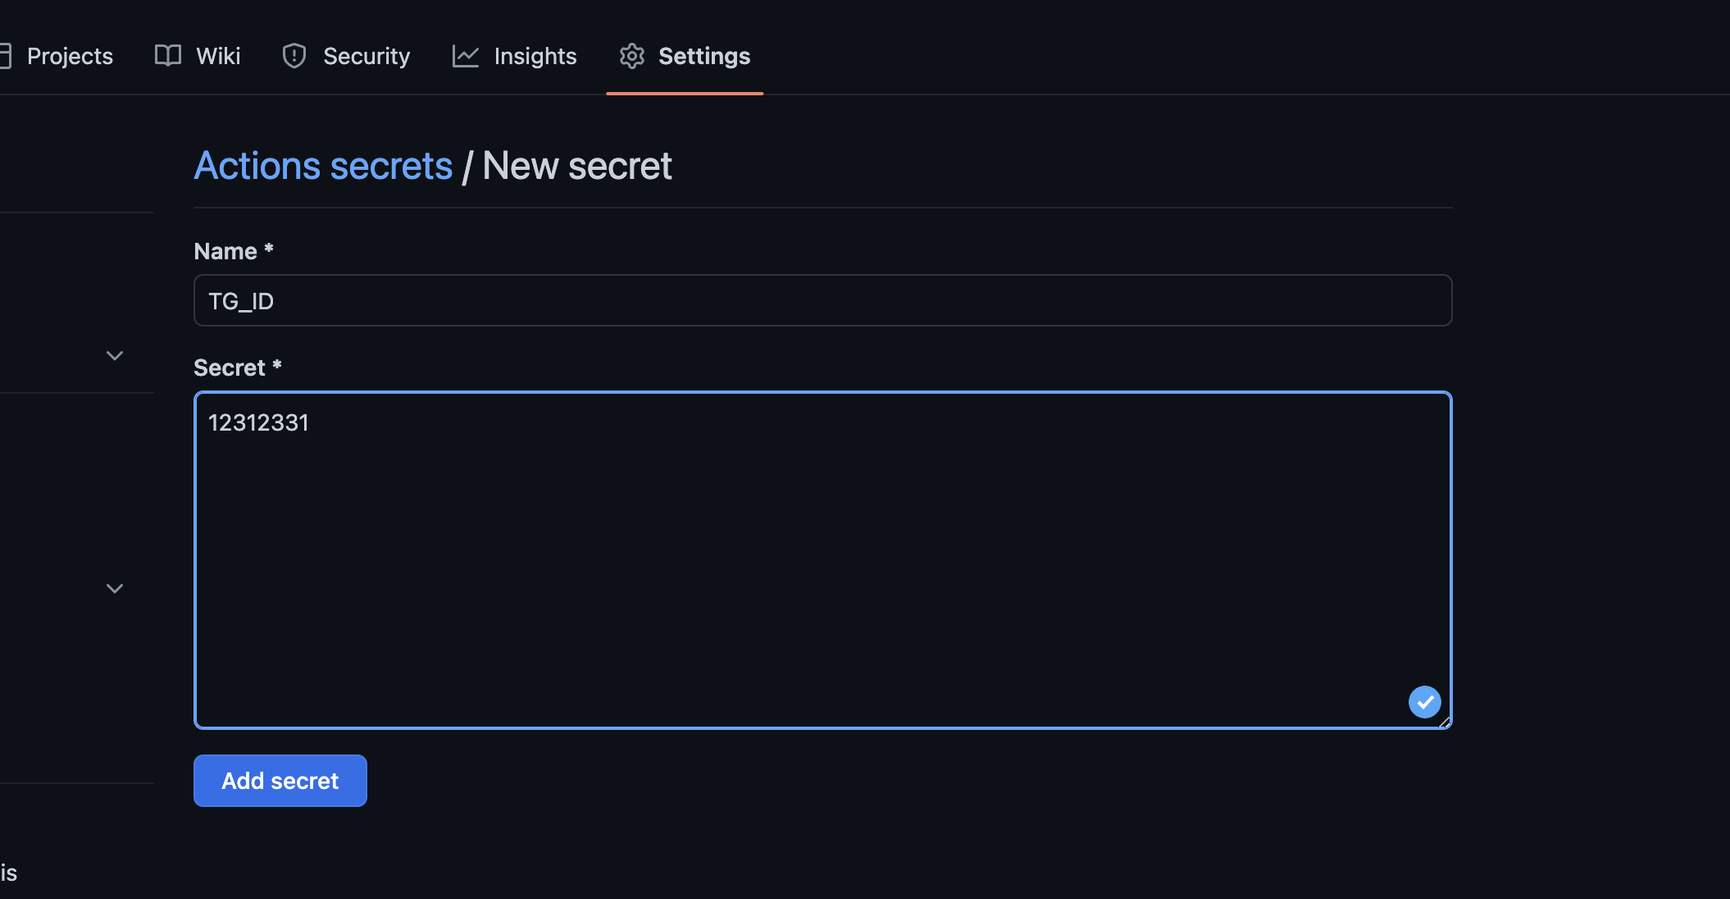 Projects Wiki Security Insights Settings
Actions secrets / New secret
Name *
TG_ID
Secret *
12312331
Add secret
is